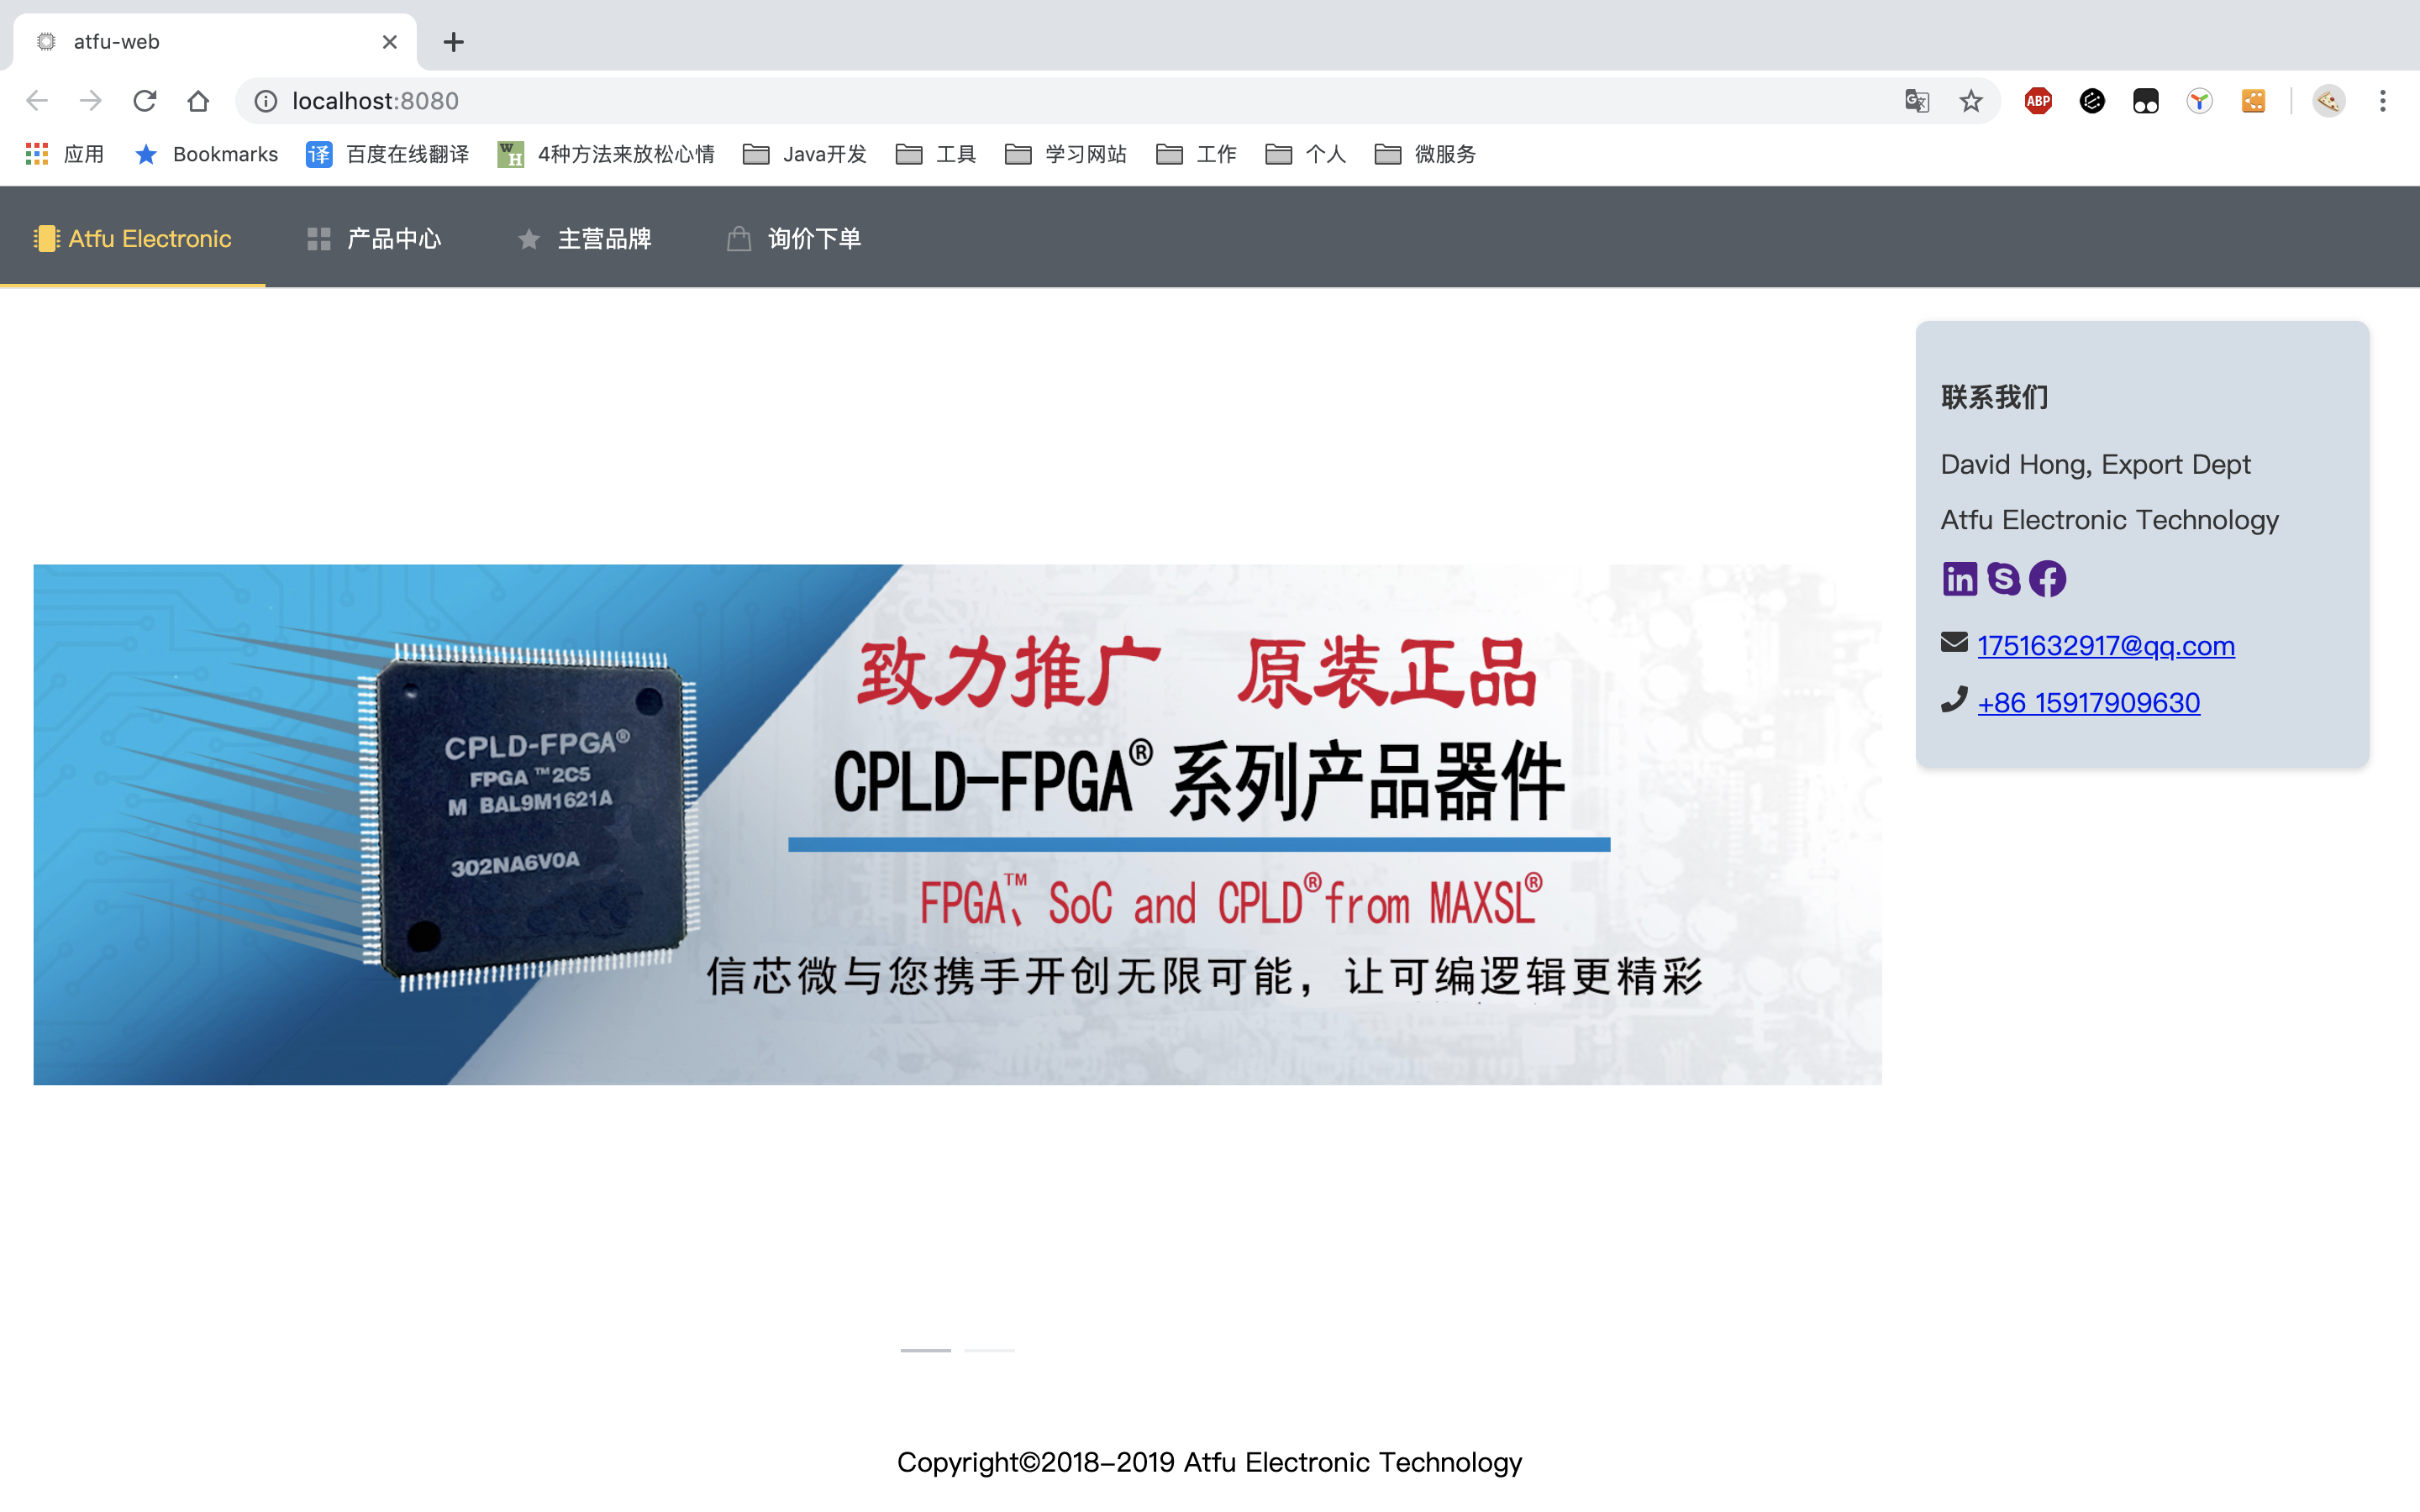 atfu-web
localhost:8080
ABP
应用
Bookmarks
译 百度在线翻译
WH 4种方法来放松心情
Java开发
工具
学习网站
工作
个人
微服务
Atfu Electronic
产品中心
主营品牌
询价下单
联系我们
David Hong, Export Dept
Atfu Electronic Technology
1751632917@qq.com
+86 15917909630
CPLD-FPGA®
FPGA ™2C5
M BAL9M1621A
302NA6V0A
致力推广 原装正品
CPLD-FPGA® 系列产品器件
FPGA™、SoC and CPLD®from MAXSL®
信芯微与您携手开创无限可能，让可编逻辑更精彩
Copyright©2018-2019 Atfu Electronic Technology